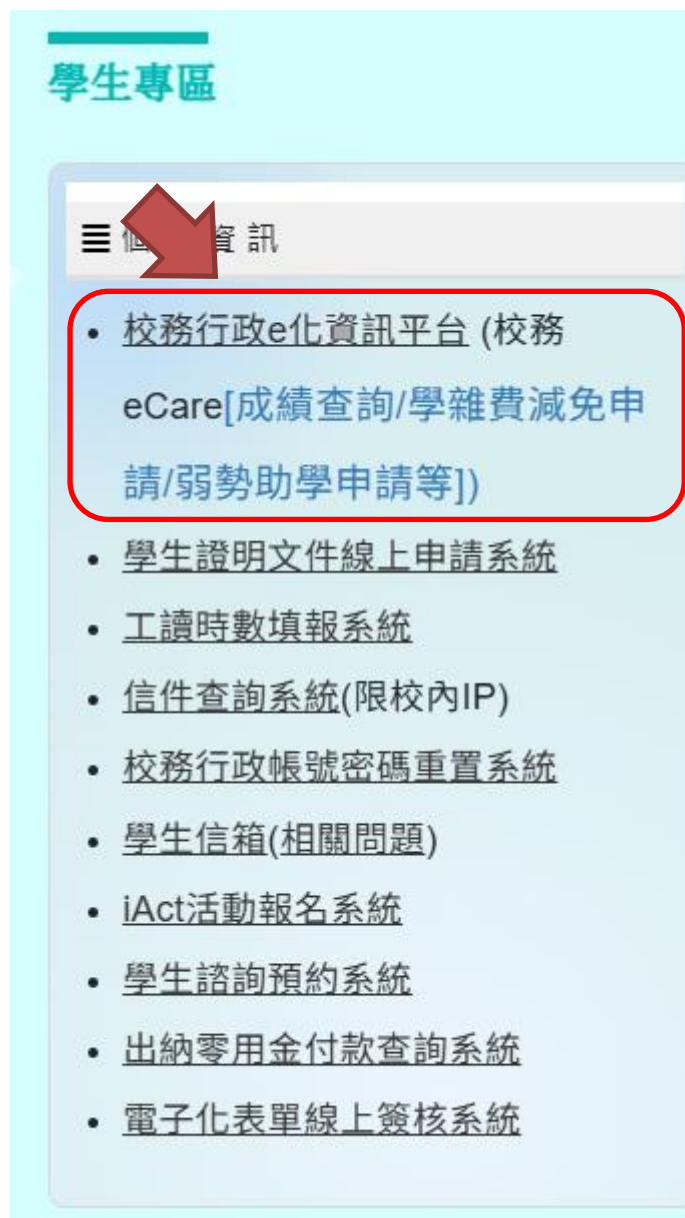 學生專區
資訊
校務行政e化資訊平台 (校務
eCare[成績查詢/學雜費減免申
請/弱勢助學申請等])
學生證明文件線上申請系統
工讀時數填報系統
信件查詢系統(限校內IP)
校務行政帳號密碼重置系統
學生信箱(相關問題)
iAct活動報名系統
學生諮詢預約系統
出納零用金付款查詢系統
電子化表單線上簽核系統